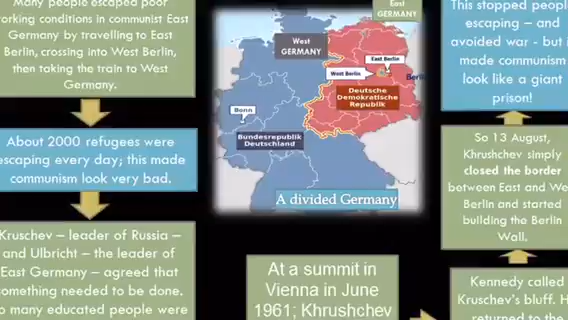 Many people escaped poor
working conditions in communist East
Germany by travelling to East
Berlin, crossing into West Berlin,
then taking the train to West
Germany.
About 2000 refugees were
escaping every day; this made
communism look very bad.
Kruschev – leader of Russia –
and Ulbricht – the leader of
East Germany – agreed that
something needed to be done.
So many educated people were
East
GERMANY
West
GERMANY
East Berlin
West Berlin
Berlin
Deutsche
Demokratische
Republik
Bonn
Bundesrepublik
Deutschland
A divided Germany
At a summit in
Vienna in June
1961; Khrushchev
Kennedy called
Kruschev's bluff. H
returned to the
So 13 August,
Khrushchev simply
closed the border
between East and We
Berlin and started
building the Berlin
Wall.
This stopped people
escaping – and
avoided war - but i
made communism
look like a giant
prison!